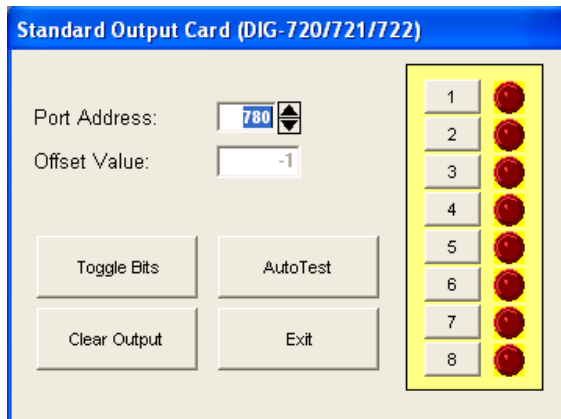 Standard Output Card (DIG-720/721/722)
Port Address: 780
Offset Value: -1
Toggle Bits AutoTest
Clear Output Exit
1
2
3
4
5
6
7
8